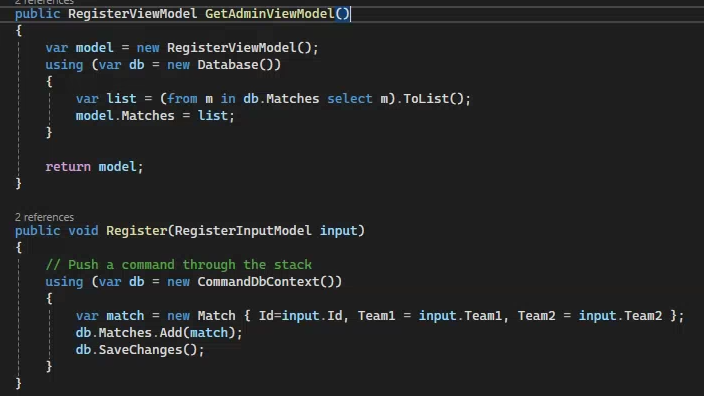 2 references
public RegisterViewModel GetAdminViewModel()
{
var model = new RegisterViewModel();
using (var db = new Database())
{
var list = (from m in db.Matches select m).ToList();
model.Matches = list;
}
return model;
}
2 references
public void Register(RegisterInputModel input)
{
// Push a command through the stack
using (var db = new CommandDbContext())
{
var match = new Match { Id=input.Id, Team1 = input.Team1, Team2 = input.Team2 };
db.Matches.Add(match);
db.SaveChanges();
}
}